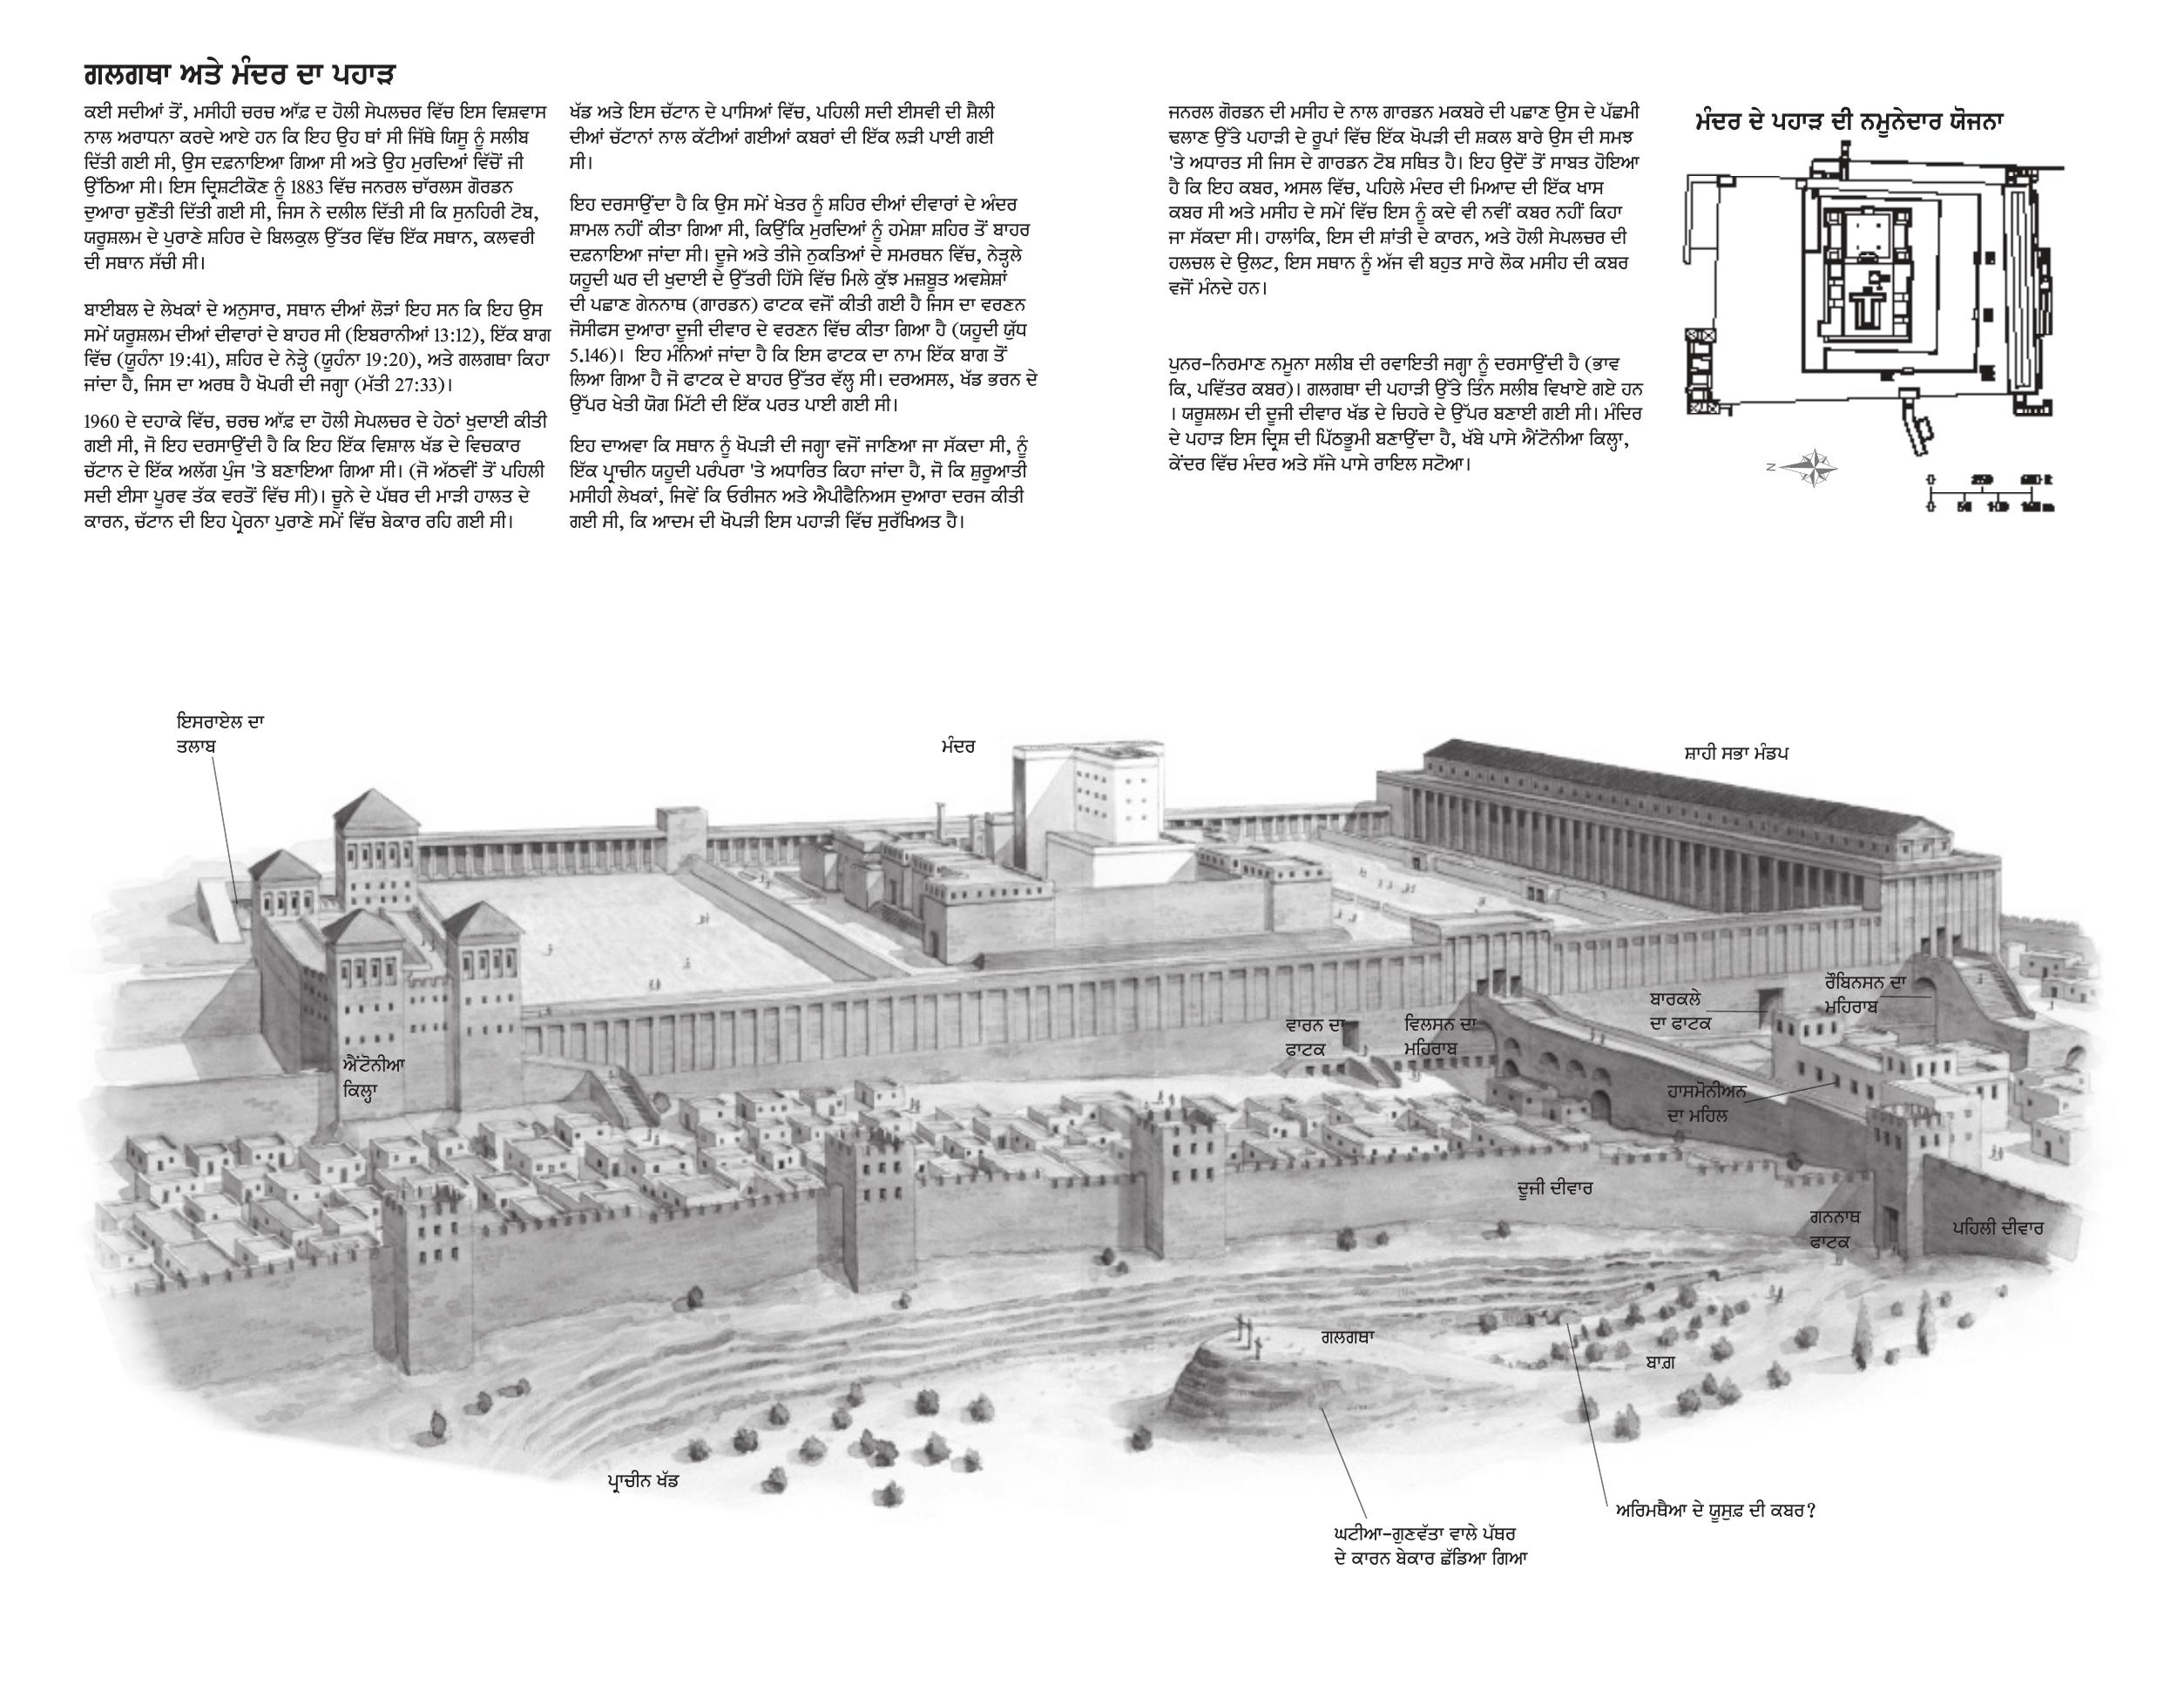 ਗਲਗਥਾ ਅਤੇ ਮੰਦਰ ਦਾ ਪਹਾੜ
ਕਈ ਸਦੀਆਂ ਤੋਂ, ਮਸੀਹੀ ਚਰਚ ਆੱਫ਼ ਦ ਹੋਲੀ ਸੇਪਲਚਰ ਵਿੱਚ ਇਸ ਵਿਸ਼ਵਾਸ
ਨਾਲ ਅਰਾਧਨਾ ਕਰਦੇ ਆਏ ਹਨ ਕਿ ਇਹ ਉਹ ਥਾਂ ਸੀ ਜਿੱਥੇ ਯਿਸੂ ਨੂੰ ਸਲੀਬ
ਦਿੱਤੀ ਗਈ ਸੀ, ਉਸ ਦਫ਼ਨਾਇਆ ਗਿਆ ਸੀ ਅਤੇ ਉਹ ਮੁਰਦਿਆਂ ਵਿੱਚੋਂ ਜੀ
ਉੱਠਿਆ ਸੀ। ਇਸ ਦ੍ਰਿਸ਼ਟੀਕੋਣ ਨੂੰ 1883 ਵਿੱਚ ਜਨਰਲ ਚਾੱਰਲਸ ਗੋਰਡਨ
ਦੁਆਰਾ ਚੁਣੌਤੀ ਦਿੱਤੀ ਗਈ ਸੀ, ਜਿਸ ਨੇ ਦਲੀਲ ਦਿੱਤੀ ਸੀ ਕਿ ਸੁਨਹਿਰੀ ਟੋਬ,
ਯਰੂਸ਼ਲਮ ਦੇ ਪੁਰਾਣੇ ਸ਼ਹਿਰ ਦੇ ਬਿਲਕੁਲ ਉੱਤਰ ਵਿੱਚ ਇੱਕ ਸਥਾਨ, ਕਲਵਰੀ
ਦੀ ਸਥਾਨ ਸੱਚੀ ਸੀ।
ਬਾਈਬਲ ਦੇ ਲੇਖਕਾਂ ਦੇ ਅਨੁਸਾਰ, ਸਥਾਨ ਦੀਆਂ ਲੋੜਾਂ ਇਹ ਸਨ ਕਿ ਇਹ ਉਸ
ਸਮੇਂ ਯਰੂਸ਼ਲਮ ਦੀਆਂ ਦੀਵਾਰਾਂ ਦੇ ਬਾਹਰ ਸੀ (ਇਬਰਾਨੀਆਂ 13:12), ਇੱਕ ਬਾਗ
ਵਿੱਚ (ਯੂਹੰਨਾ 19:41), ਸ਼ਹਿਰ ਦੇ ਨੇੜ੍ਹੇ (ਯੂਹੰਨਾ 19:20), ਅਤੇ ਗਲਗਥਾ ਕਿਹਾ
ਜਾਂਦਾ ਹੈ, ਜਿਸ ਦਾ ਅਰਥ ਹੈ ਖੋਪਰੀ ਦੀ ਜਗ੍ਹਾ (ਮੱਤੀ 27:33)।
1960 ਦੇ ਦਹਾਕੇ ਵਿੱਚ, ਚਰਚ ਆੱਫ਼ ਦਾ ਹੋਲੀ ਸੇਪਲਚਰ ਦੇ ਹੇਠਾਂ ਖੁਦਾਈ ਕੀਤੀ
ਗਈ ਸੀ, ਜੋ ਇਹ ਦਰਸਾਉਂਦੀ ਹੈ ਕਿ ਇਹ ਇੱਕ ਵਿਸ਼ਾਲ ਖੱਡ ਦੇ ਵਿਚਕਾਰ
ਚੱਟਾਨ ਦੇ ਇੱਕ ਅਲੱਗ ਪੁੰਜ 'ਤੇ ਬਣਾਇਆ ਗਿਆ ਸੀ। (ਜੋ ਅੱਠਵੀਂ ਤੋਂ ਪਹਿਲੀ
ਸਦੀ ਈਸਾ ਪੂਰਵ ਤੱਕ ਵਰਤੋਂ ਵਿੱਚ ਸੀ)। ਚੂਨੇ ਦੇ ਪੱਥਰ ਦੀ ਮਾੜੀ ਹਾਲਤ ਦੇ
ਕਾਰਨ, ਚੱਟਾਨ ਦੀ ਇਹ ਪ੍ਰੇਰਨਾ ਪੁਰਾਣੇ ਸਮੇਂ ਵਿੱਚ ਬੇਕਾਰ ਰਹਿ ਗਈ ਸੀ।
ਖੱਡ ਅਤੇ ਇਸ ਚੱਟਾਨ ਦੇ ਪਾਸਿਆਂ ਵਿੱਚ, ਪਹਿਲੀ ਸਦੀ ਈਸਵੀ ਦੀ ਸ਼ੈਲੀ
ਦੀਆਂ ਚੱਟਾਨਾਂ ਨਾਲ ਕੱਟੀਆਂ ਗਈਆਂ ਕਬਰਾਂ ਦੀ ਇੱਕ ਲੜੀ ਪਾਈ ਗਈ
ਸੀ।
ਇਹ ਦਰਸਾਉਂਦਾ ਹੈ ਕਿ ਉਸ ਸਮੇਂ ਖੇਤਰ ਨੂੰ ਸ਼ਹਿਰ ਦੀਆਂ ਦੀਵਾਰਾਂ ਦੇ ਅੰਦਰ
ਸ਼ਾਮਲ ਨਹੀਂ ਕੀਤਾ ਗਿਆ ਸੀ, ਕਿਉਂਕਿ ਮੁਰਦਿਆਂ ਨੂੰ ਹਮੇਸ਼ਾ ਸ਼ਹਿਰ ਤੋਂ ਬਾਹਰ
ਦਫ਼ਨਾਇਆ ਜਾਂਦਾ ਸੀ। ਦੂਜੇ ਅਤੇ ਤੀਜੇ ਨੁਕਤਿਆਂ ਦੇ ਸਮਰਥਨ ਵਿੱਚ, ਨੇੜ੍ਹਲੇ
ਯਹੂਦੀ ਘਰ ਦੀ ਖੁਦਾਈ ਦੇ ਉੱਤਰੀ ਹਿੱਸੇ ਵਿੱਚ ਮਿਲੇ ਕੁੱਝ ਮਜ਼ਬੂਤ ਅਵਸ਼ੇਸ਼ਾਂ
ਦੀ ਪਛਾਣ ਗੇਨਨਾਥ (ਗਾਰਡਨ) ਫਾਟਕ ਵਜੋਂ ਕੀਤੀ ਗਈ ਹੈ ਜਿਸ ਦਾ ਵਰਣਨ
ਜੋਸੀਫਸ ਦੁਆਰਾ ਦੂਜੀ ਦੀਵਾਰ ਦੇ ਵਰਣਨ ਵਿੱਚ ਕੀਤਾ ਗਿਆ ਹੈ (ਯਹੂਦੀ ਯੁੱਧ
5.146)। ਇਹ ਮੰਨਿਆਂ ਜਾਂਦਾ ਹੈ ਕਿ ਇਸ ਫਾਟਕ ਦਾ ਨਾਮ ਇੱਕ ਬਾਗ ਤੋਂ
ਲਿਆ ਗਿਆ ਹੈ ਜੋ ਫਾਟਕ ਦੇ ਬਾਹਰ ਉੱਤਰ ਵੱਲ੍ਹ ਸੀ। ਦਰਅਸਲ, ਖੱਡ ਭਰਨ ਦੇ
ਉੱਪਰ ਖੇਤੀ ਯੋਗ ਮਿੱਟੀ ਦੀ ਇੱਕ ਪਰਤ ਪਾਈ ਗਈ ਸੀ।
ਇਹ ਦਾਅਵਾ ਕਿ ਸਥਾਨ ਨੂੰ ਖੋਪੜੀ ਦੀ ਜਗ੍ਹਾ ਵਜੋਂ ਜਾਣਿਆ ਜਾ ਸੱਕਦਾ ਸੀ, ਨੂੰ
ਇੱਕ ਪ੍ਰਾਚੀਨ ਯਹੂਦੀ ਪਰੰਪਰਾ 'ਤੇ ਅਧਾਰਿਤ ਕਿਹਾ ਜਾਂਦਾ ਹੈ, ਜੋ ਕਿ ਸ਼ੁਰੂਆਤੀ
ਮਸੀਹੀ ਲੇਖਕਾਂ, ਜਿਵੇਂ ਕਿ ਓਰੀਜਨ ਅਤੇ ਐਪੀਫੈਨਿਅਸ ਦੁਆਰਾ ਦਰਜ ਕੀਤੀ
ਗਈ ਸੀ, ਕਿ ਆਦਮ ਦੀ ਖੋਪੜੀ ਇਸ ਪਹਾੜੀ ਵਿੱਚ ਸੁਰੱਖਿਅਤ ਹੈ।
ਜਨਰਲ ਗੋਰਡਨ ਦੀ ਮਸੀਹ ਦੇ ਨਾਲ ਗਾਰਡਨ ਮਕਬਰੇ ਦੀ ਪਛਾਣ ਉਸ ਦੇ ਪੱਛਮੀ
ਢਲਾਣ ਉੱਤੇ ਪਹਾੜੀ ਦੇ ਰੂਪਾਂ ਵਿੱਚ ਇੱਕ ਖੋਪੜੀ ਦੀ ਸ਼ਕਲ ਬਾਰੇ ਉਸ ਦੀ ਸਮਝ
'ਤੇ ਅਧਾਰਤ ਸੀ ਜਿਸ ਦੇ ਗਾਰਡਨ ਟੋਬ ਸਥਿਤ ਹੈ। ਇਹ ਉਦੋਂ ਤੋਂ ਸਾਬਤ ਹੋਇਆ
ਹੈ ਕਿ ਇਹ ਕਬਰ, ਅਸਲ ਵਿੱਚ, ਪਹਿਲੇ ਮੰਦਰ ਦੀ ਮਿਆਦ ਦੀ ਇੱਕ ਖਾਸ
ਕਬਰ ਸੀ ਅਤੇ ਮਸੀਹ ਦੇ ਸਮੇਂ ਵਿੱਚ ਇਸ ਨੂੰ ਕਦੇ ਵੀ ਨਵੀਂ ਕਬਰ ਨਹੀਂ ਕਿਹਾ
ਜਾ ਸੱਕਦਾ ਸੀ। ਹਾਲਾਂਕਿ, ਇਸ ਦੀ ਸ਼ਾਂਤੀ ਦੇ ਕਾਰਨ, ਅਤੇ ਹੋਲੀ ਸੇਪਲਚਰ ਦੀ
ਹਲਚਲ ਦੇ ਉਲਟ, ਇਸ ਸਥਾਨ ਨੂੰ ਅੱਜ ਵੀ ਬਹੁਤ ਸਾਰੇ ਲੋਕ ਮਸੀਹ ਦੀ ਕਬਰ
ਵਜੋਂ ਮੰਨਦੇ ਹਨ।
ਪੁਨਰ-ਨਿਰਮਾਣ ਨਮੂਨਾ ਸਲੀਬ ਦੀ ਰਵਾਇਤੀ ਜਗ੍ਹਾ ਨੂੰ ਦਰਸਾਉਂਦੀ ਹੈ (ਭਾਵ
ਕਿ, ਪਵਿੱਤਰ ਕਬਰ)। ਗਲਗਥਾ ਦੀ ਪਹਾੜੀ ਉੱਤੇ ਤਿੰਨ ਸਲੀਬ ਵਿਖਾਏ ਗਏ ਹਨ
। ਯਰੂਸ਼ਲਮ ਦੀ ਦੂਜੀ ਦੀਵਾਰ ਖੱਡ ਦੇ ਚਿਹਰੇ ਦੇ ਉੱਪਰ ਬਣਾਈ ਗਈ ਸੀ। ਮੰਦਿਰ
ਦੇ ਪਹਾੜ ਇਸ ਦ੍ਰਿਸ਼ ਦੀ ਪਿੱਠਭੂਮੀ ਬਣਾਉਂਦਾ ਹੈ, ਖੱਬੇ ਪਾਸੇ ਐਂਟੋਨੀਆ ਕਿਲ੍ਹਾ,
ਕੇਂਦਰ ਵਿੱਚ ਮੰਦਰ ਅਤੇ ਸੱਜੇ ਪਾਸੇ ਰਾਇਲ ਸਟੋਆ।
ਮੰਦਰ ਦੇ ਪਹਾੜ ਦੀ ਨਮੂਨੇਦਾਰ ਯੋਜਨਾ
N
ਇਸਰਾਏਲ ਦਾ
ਤਲਾਬ
ਮੰਦਰ
ਸ਼ਾਹੀ ਸਭਾ ਮੰਡਪ
ਐਂਟੋਨੀਆ
ਕਿਲ੍ਹਾ
ਵਾਰਨ ਦਾ
ਫਾਟਕ
ਵਿਲਸਨ ਦਾ
ਮਹਿਰਾਬ
ਬਾਰਕਲੇ
ਦਾ ਫਾਟਕ
ਰੌਬਿਨਸਨ ਦਾ
ਮਹਿਰਾਬ
ਹਾਸਮੋਨੀਅਨ
ਦਾ ਮਹਿਲ
ਦੂਜੀ ਦੀਵਾਰ
ਗਨਨਾਥ
ਫਾਟਕ
ਪਹਿਲੀ ਦੀਵਾਰ
ਗਲਗਥਾ
ਬਾਗ਼
ਪ੍ਰਾਚੀਨ ਖੱਡ
ਅਰਿਮਥੈਆ ਦੇ ਯੂਸੁਫ਼ ਦੀ ਕਬਰ?
ਘਟੀਆ-ਗੁਣਵੱਤਾ ਵਾਲੇ ਪੱਥਰ
ਦੇ ਕਾਰਨ ਬੇਕਾਰ ਛੱਡਿਆ ਗਿਆ